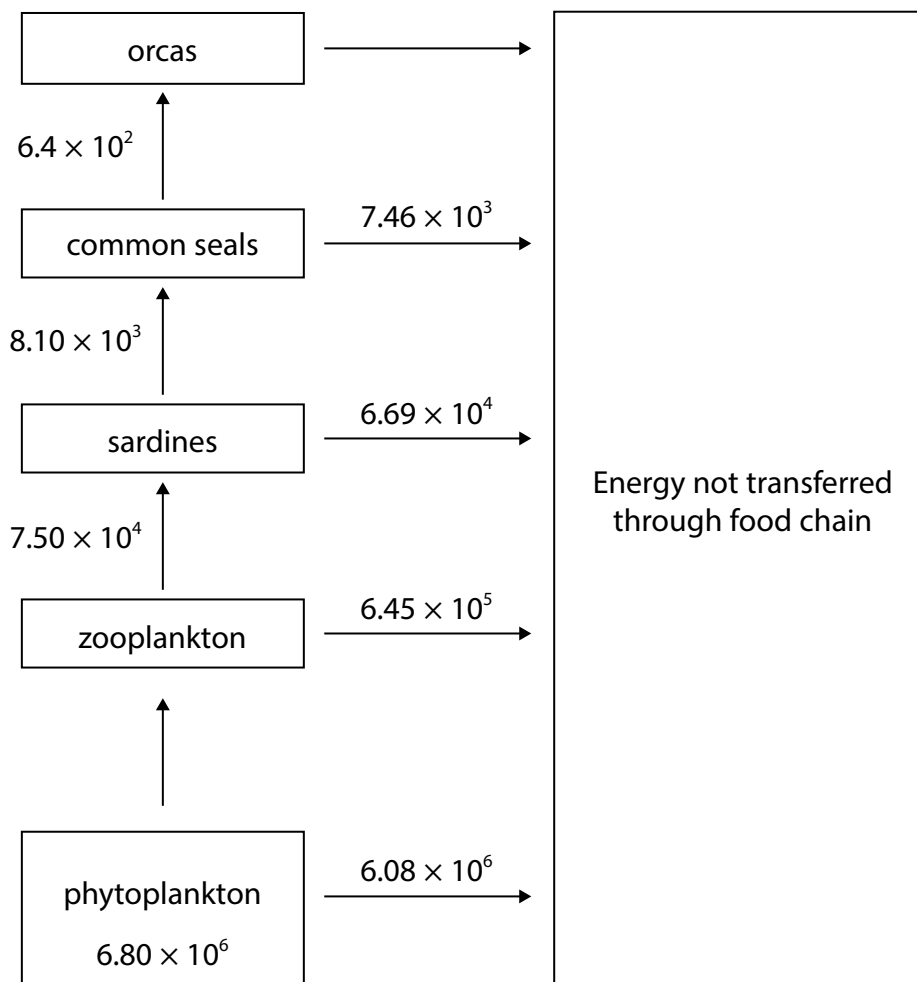 orcas
6.4 × 10²
7.46 × 10³
common seals
8.10 × 10³
6.69 × 10⁴
sardines
Energy not transferred
through food chain
7.50 × 10⁴
6.45 × 10⁵
zooplankton
6.08 × 10⁶
phytoplankton
6.80 × 10⁶